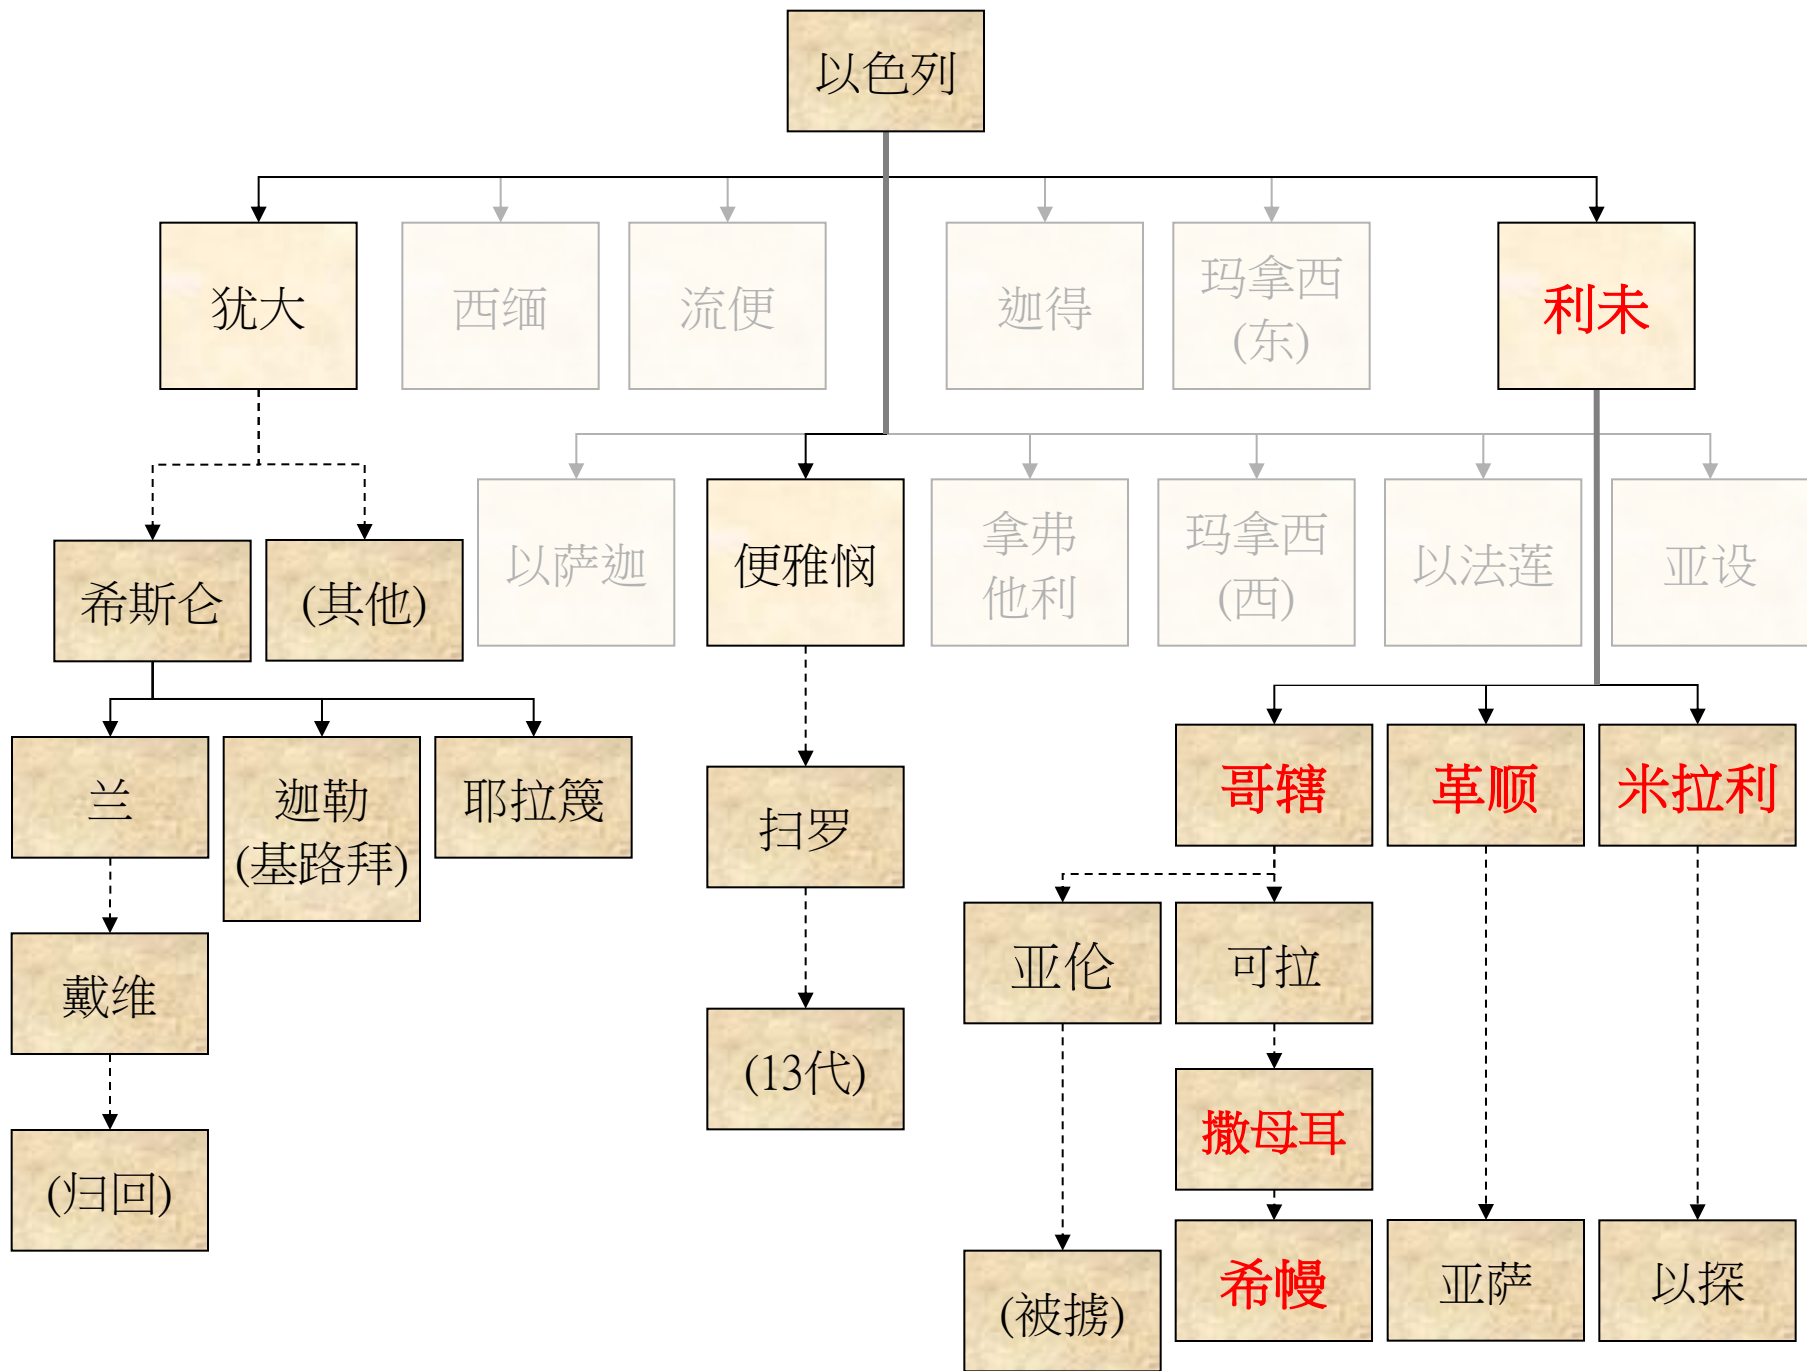 以色列
犹大
西缅
流便
迦得
玛拿西
(东)
利未
以萨迦
便雅悯
拿弗
他利
玛拿西
(西)
以法莲
亚设
希斯仑
(其他)
兰
迦勒
(基路拜)
耶拉篾
扫罗
哥辖
革顺
米拉利
戴维
亚伦
可拉
(13代)
撒母耳
(归回)
希幔
亚萨
以探
(被掳)